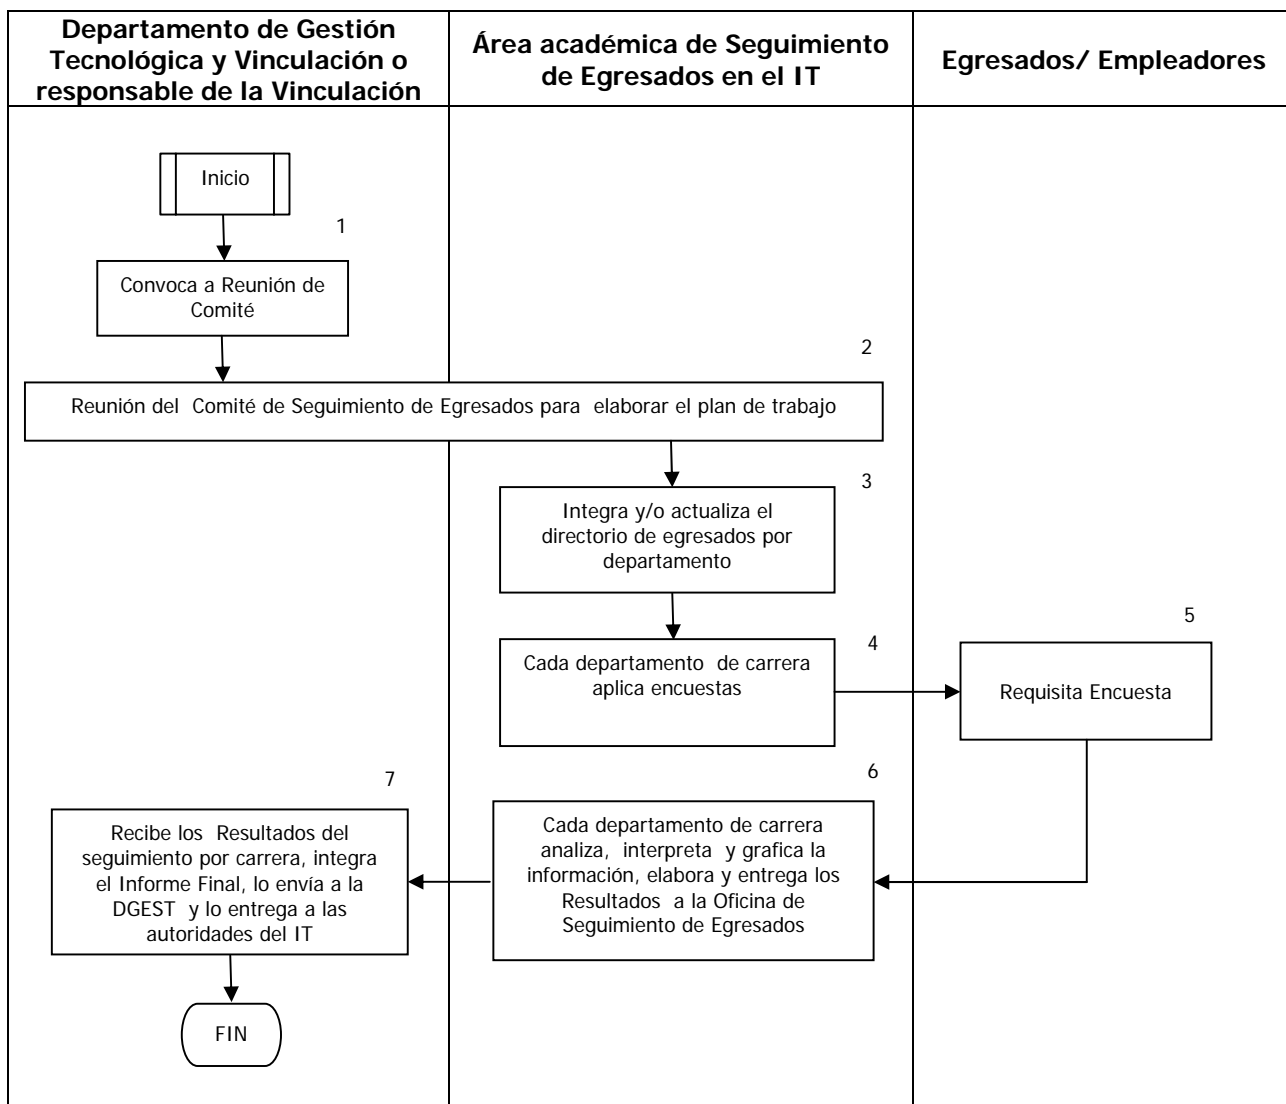 Departamento de Gestión
Tecnológica y Vinculación o
responsable de la Vinculación
Área académica de Seguimiento
de Egresados en el IT
Egresados/ Empleadores
Inicio
1
Convoca a Reunión de
Comité
2
Reunión del Comité de Seguimiento de Egresados para elaborar el plan de trabajo
3
Integra y/o actualiza el
directorio de egresados por
departamento
4
Cada departamento de carrera
aplica encuestas
5
Requisita Encuesta
6
Cada departamento de carrera
analiza, interpreta y grafica la
información, elabora y entrega los
Resultados a la Oficina de
Seguimiento de Egresados
7
Recibe los Resultados del
seguimiento por carrera, integra
el Informe Final, lo envía a la
DGEST y lo entrega a las
autoridades del IT
FIN